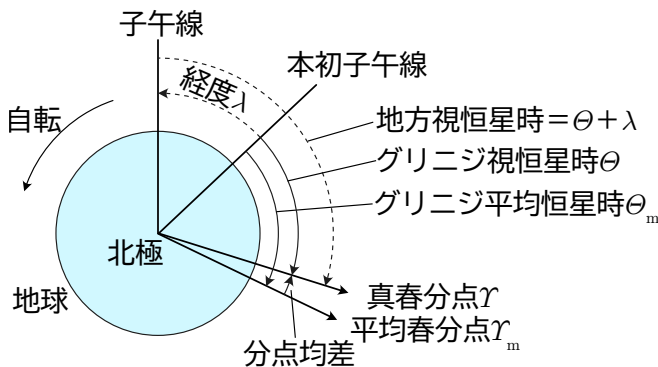 子午線
本初子午線
経度λ
自転
地方視恒星時＝Θ＋λ
グリニジ視恒星時Θ
グリニジ平均恒星時Θm
北極
地球
真春分点ϒ
平均春分点ϒm
分点均差